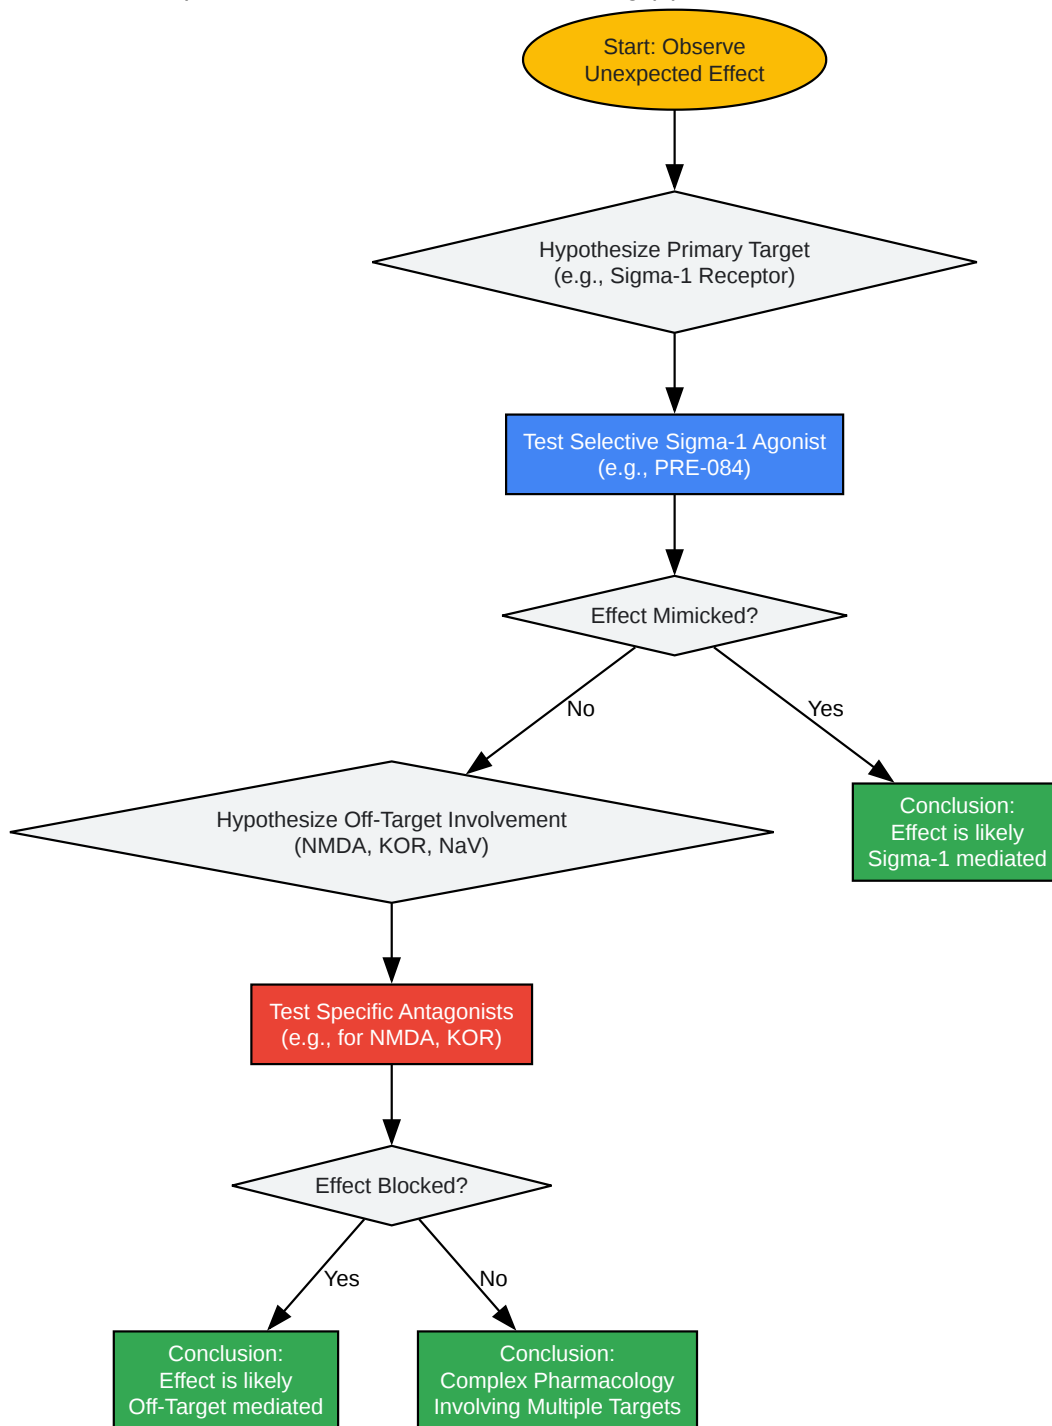 Start: Observe
Unexpected Effect
Hypothesize Primary Target
(e.g., Sigma-1 Receptor)
Test Selective Sigma-1 Agonist
(e.g., PRE-084)
Effect Mimicked?
No
Yes
Hypothesize Off-Target Involvement
(NMDA, KOR, NaV)
Conclusion:
Effect is likely
Sigma-1 mediated
Test Specific Antagonists
(e.g., for NMDA, KOR)
Effect Blocked?
Yes
No
Conclusion:
Effect is likely
Off-Target mediated
Conclusion:
Complex Pharmacology
Involving Multiple Targets